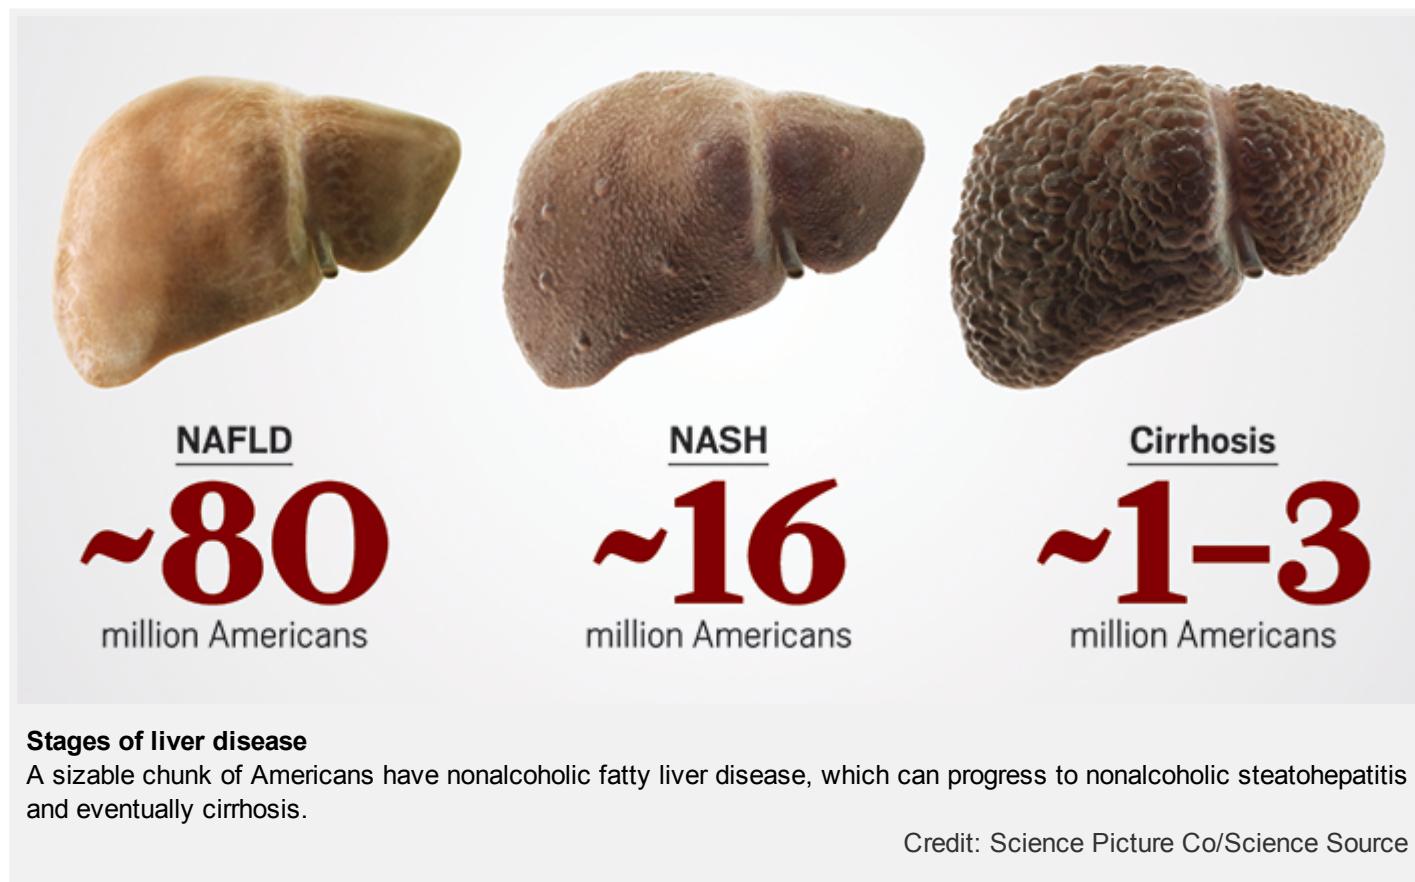 NAFLD
~80
million Americans
NASH
~16
million Americans
Cirrhosis
~1–3
million Americans
Stages of liver disease
A sizable chunk of Americans have nonalcoholic fatty liver disease, which can progress to nonalcoholic steatohepatitis
and eventually cirrhosis.
Credit: Science Picture Co/Science Source